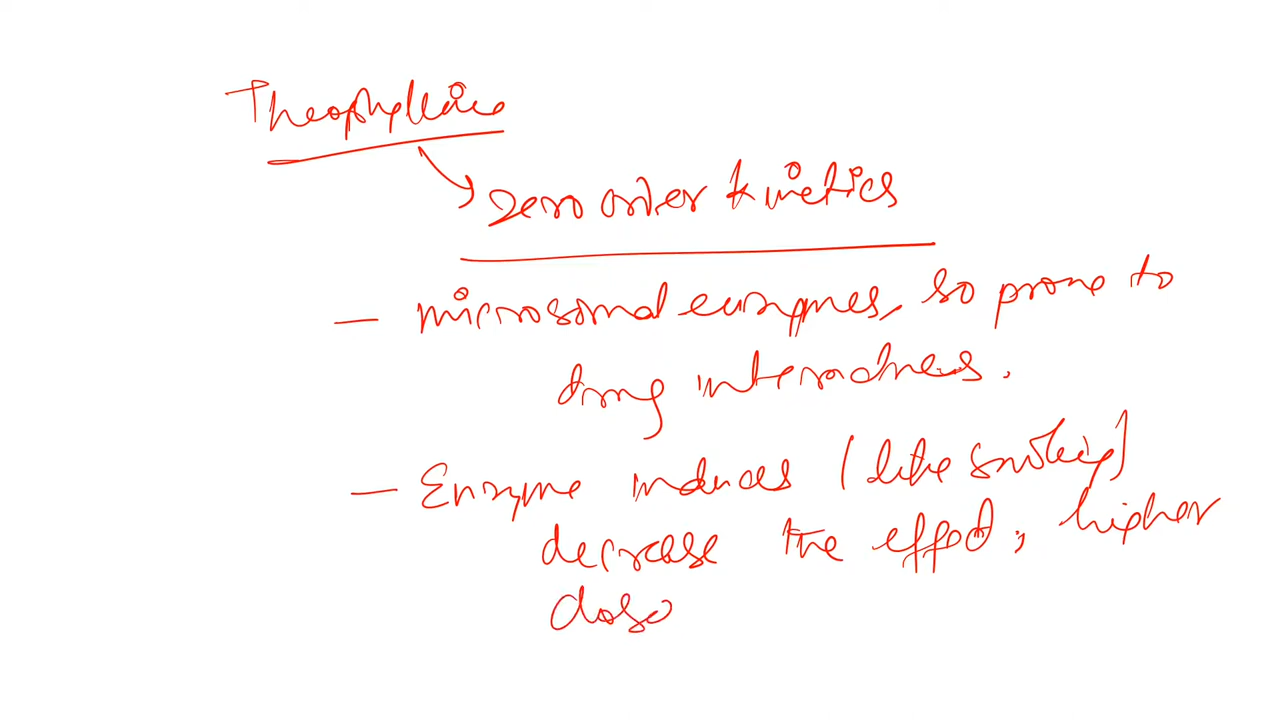 Theophylline
zero order kinetics
— microsomal enzymes, so prone to
drug interactions.
— Enzyme inducers (like smoking)
decrease the effect; higher
dose